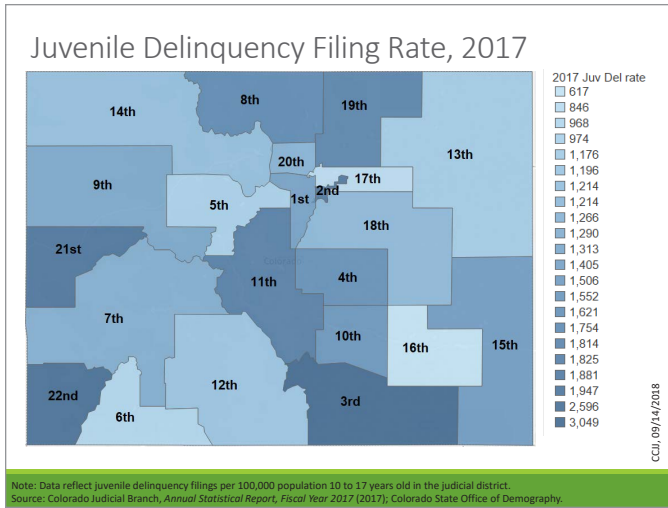 Juvenile Delinquency Filing Rate, 2017
2017 Juv Del rate
617
846
968
974
1,176
1,196
1,214
1,214
1,266
1,290
1,313
1,405
1,506
1,552
1,621
1,754
1,814
1,825
1,881
1,947
2,596
3,049
8th
19th
14th
13th
20th
9th
17th
2nd
1st
5th
18th
21st
11th
4th
7th
10th
16th
15th
12th
22nd
3rd
6th
CCJJ, 09/14/2018
Note: Data reflect juvenile delinquency filings per 100,000 population 10 to 17 years old in the judicial district.
Source: Colorado Judicial Branch, Annual Statistical Report, Fiscal Year 2017 (2017); Colorado State Office of Demography.